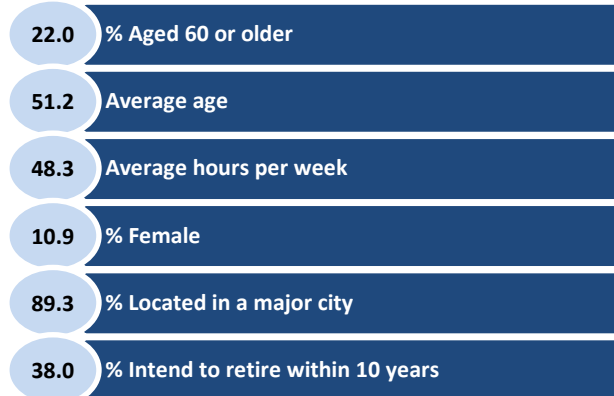 22.0 % Aged 60 or older
51.2 Average age
48.3 Average hours per week
10.9 % Female
89.3 % Located in a major city
38.0 % Intend to retire within 10 years